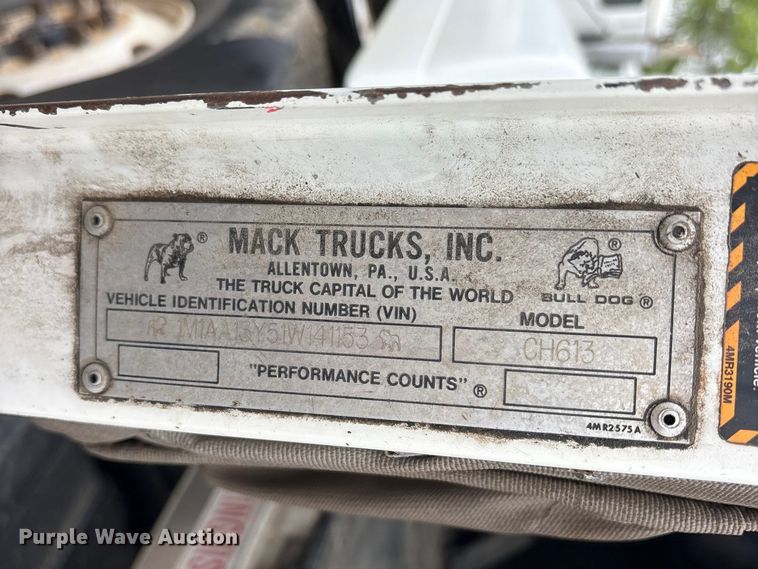 MACK TRUCKS, INC.
ALLENTOWN, PA., U.S.A.
THE TRUCK CAPITAL OF THE WORLD
BULL DOG ®
VEHICLE IDENTIFICATION NUMBER (VIN)
MODEL
1M1AA13Y51W141153
CH613
"PERFORMANCE COUNTS" ®
4MR2575A
4MR3190M
Purple Wave Auction